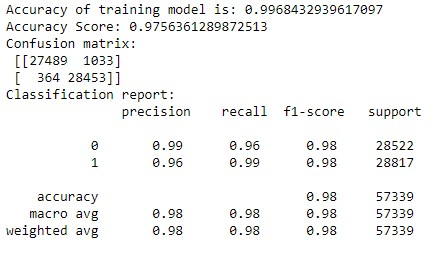 Accuracy of training model is: 0.9968432939617097
Accuracy Score: 0.9756361289872513
Confusion matrix:
[[27489 1033]
[ 364 28453]]
Classification report:
precision recall f1-score support
0 0.99 0.96 0.98 28522
1 0.96 0.99 0.98 28817
accuracy 0.98 57339
macro avg 0.98 0.98 0.98 57339
weighted avg 0.98 0.98 0.98 57339